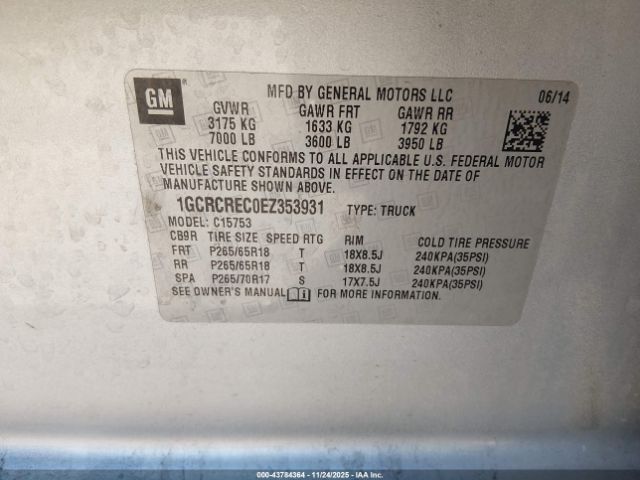 GM ®
MFD BY GENERAL MOTORS LLC 06/14
GVWR GAWR FRT GAWR RR
3175 KG 1633 KG 1792 KG
7000 LB 3600 LB 3950 LB
THIS VEHICLE CONFORMS TO ALL APPLICABLE U.S. FEDERAL MOTOR
VEHICLE SAFETY STANDARDS IN EFFECT ON THE DATE OF
MANUFACTURE SHOWN ABOVE.
1GCRCREC0EZ353931 TYPE: TRUCK
MODEL: C15753
CB9R TIRE SIZE SPEED RTG RIM COLD TIRE PRESSURE
FRT P265/65R18 T 18X8.5J 240KPA(35PSI)
RR P265/65R18 T 18X8.5J 240KPA(35PSI)
SPA P265/70R17 S 17X7.5J 240KPA(35PSI)
SEE OWNER'S MANUAL FOR MORE INFORMATION.
000-43784364 - 11/24/2025 - IAA Inc.